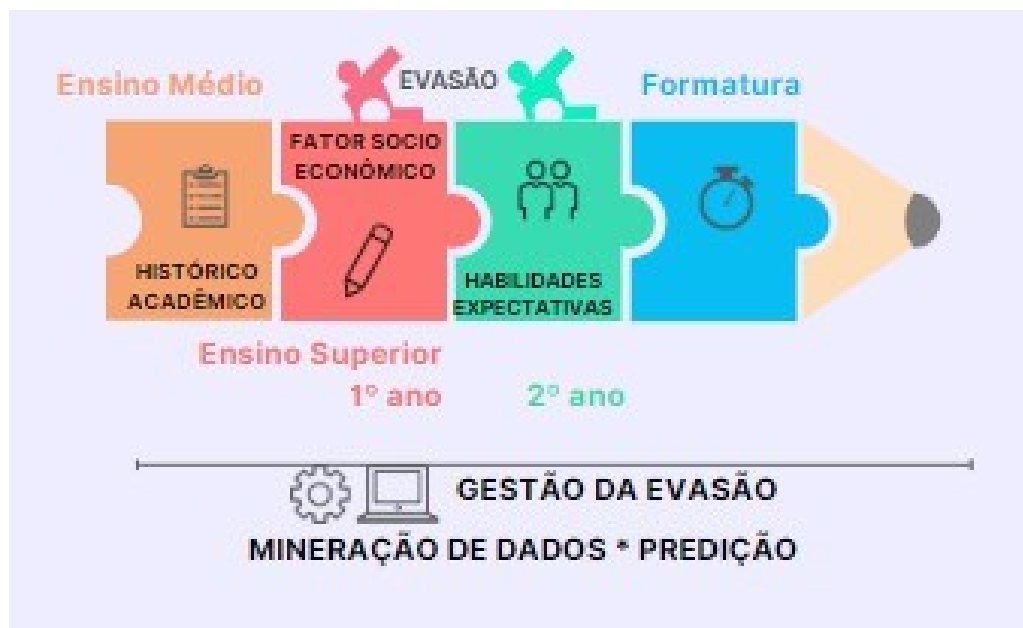 Ensino Médio
EVASÃO
Formatura
FATOR SOCIO
ECONÔMICO
HISTÓRICO
ACADÊMICO
HABILIDADES
EXPECTATIVAS
Ensino Superior
1º ano
2º ano
GESTÃO DA EVASÃO
MINERAÇÃO DE DADOS * PREDIÇÃO